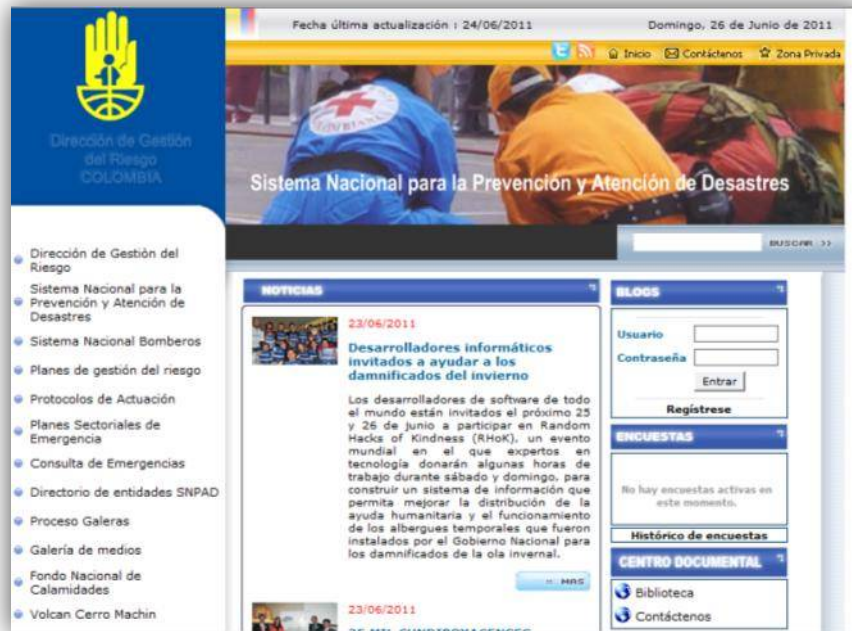 Fecha última actualización : 24/06/2011
Domingo, 26 de Junio de 2011
Inicio
Contáctenos
Zona Privada
Dirección de Gestión
del Riesgo
COLOMBIA
Sistema Nacional para la Prevención y Atención de Desastres
BUSCAR >>
Dirección de Gestión del
Riesgo
Sistema Nacional para la
Prevención y Atención de
Desastres
Sistema Nacional Bomberos
Planes de gestión del riesgo
Protocolos de Actuación
Planes Sectoriales de
Emergencia
Consulta de Emergencias
Directorio de entidades SNPAD
Proceso Galeras
Galería de medios
Fondo Nacional de
Calamidades
Volcan Cerro Machin
NOTICIAS
23/06/2011
Desarrolladores informáticos
invitados a ayudar a los
damnificados del invierno
Los desarrolladores de software de todo
el mundo están invitados el próximo 25
y 26 de junio a participar en Random
Hacks of Kindness (RHoK), un evento
mundial en el que expertos en
tecnología donarán algunas horas de
trabajo durante sábado y domingo, para
construir un sistema de información que
permita mejorar la distribución de la
ayuda humanitaria y el funcionamiento
de los albergues temporales que fueron
instalados por el Gobierno Nacional para
los damnificados de la ola invernal.
MAS
23/06/2011
BLOGS
Usuario
Contraseña
Entrar
Regístrese
ENCUESTAS
No hay encuestas activas en
este momento.
Histórico de encuestas
CENTRO DOCUMENTAL
Biblioteca
Contáctenos